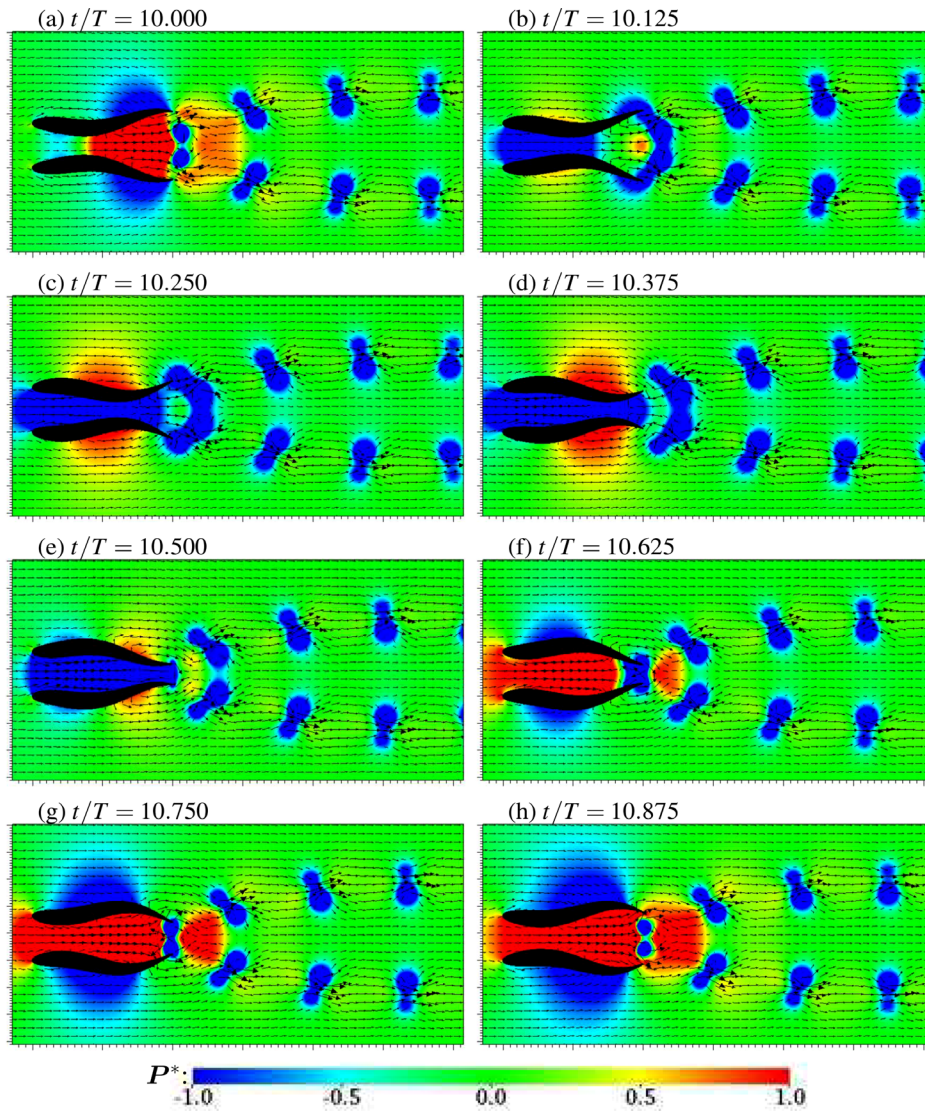 (a) t/T = 10.000 (b) t/T = 10.125
(c) t/T = 10.250 (d) t/T = 10.375
(e) t/T = 10.500 (f) t/T = 10.625
(g) t/T = 10.750 (h) t/T = 10.875
P*:
-1.0 -0.5 0.0 0.5 1.0